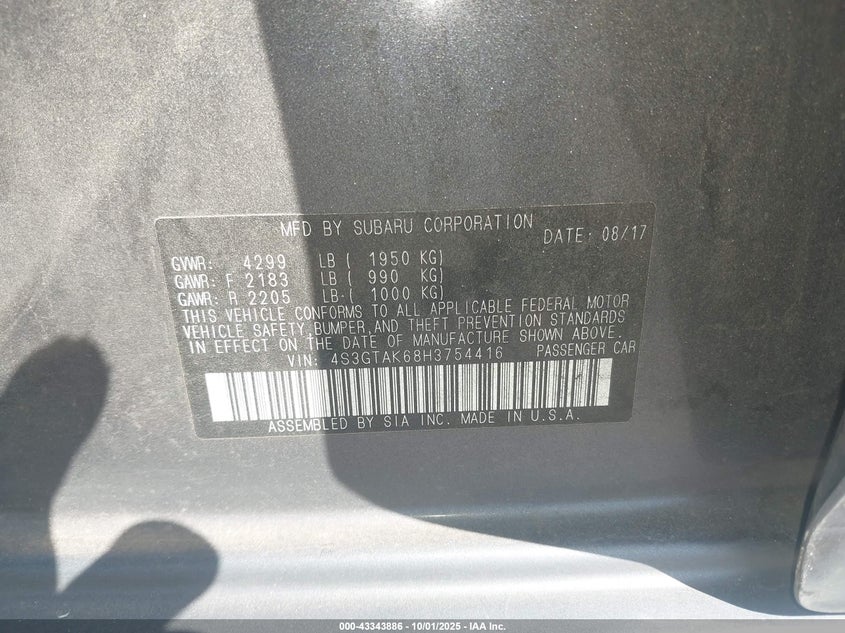 MFD BY SUBARU CORPORATION DATE: 08/17
GVWR: 4299 LB ( 1950 KG)
GAWR: F 2183 LB ( 990 KG)
GAWR: R 2205 LB ( 1000 KG)
THIS VEHICLE CONFORMS TO ALL APPLICABLE FEDERAL MOTOR
VEHICLE SAFETY, BUMPER, AND THEFT PREVENTION STANDARDS
IN EFFECT ON THE DATE OF MANUFACTURE SHOWN ABOVE.
VIN: 4S3GTAK68H3754416 PASSENGER CAR
ASSEMBLED BY SIA INC. MADE IN U.S.A.
000-43343886 - 10/01/2025 - IAA Inc.